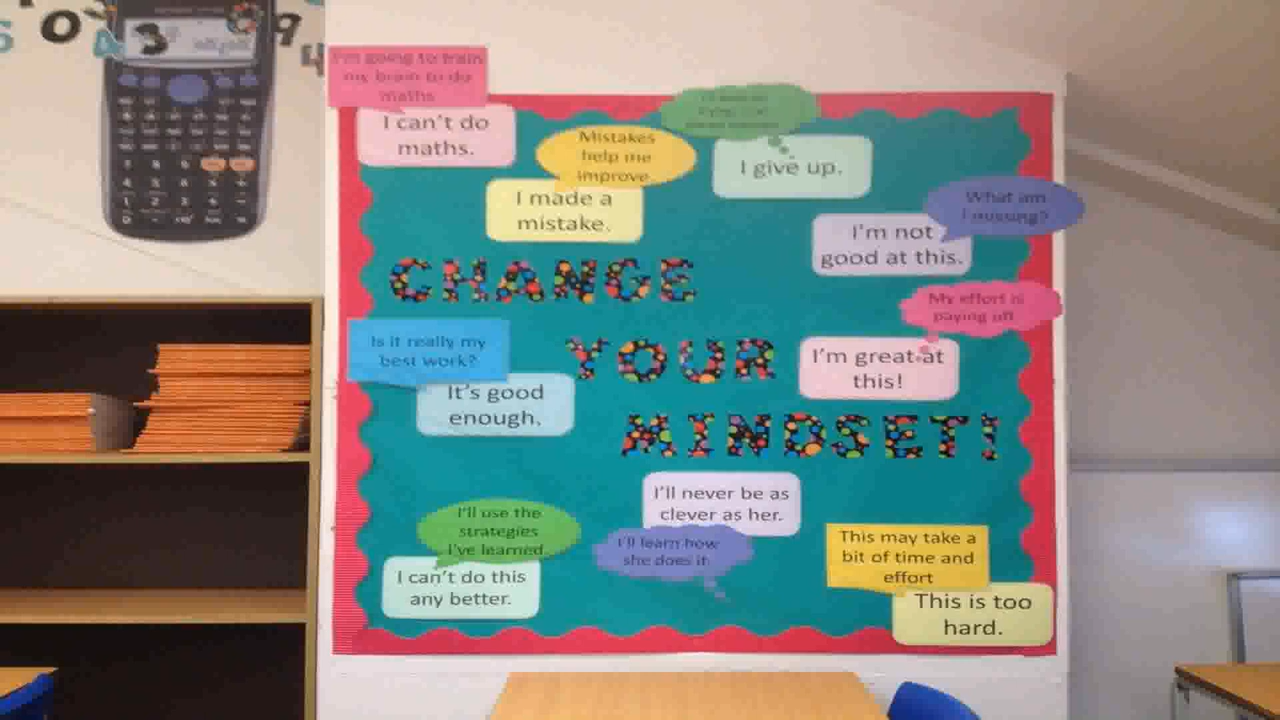 I'm going to train
my brain to do
maths
I can't do
maths.
Mistakes
help me
improve
I made a
mistake.
I give up.
What am
I missing?
I'm not
good at this.
CHANGE
YOUR
MINDSET!
My effort is
paying off
I'm great at
this!
Is it really my
best work?
It's good
enough.
I'll never be as
clever as her.
I'll learn how
she does it
I'll use the
strategies
I've learned
I can't do this
any better.
This may take a
bit of time and
effort
This is too
hard.